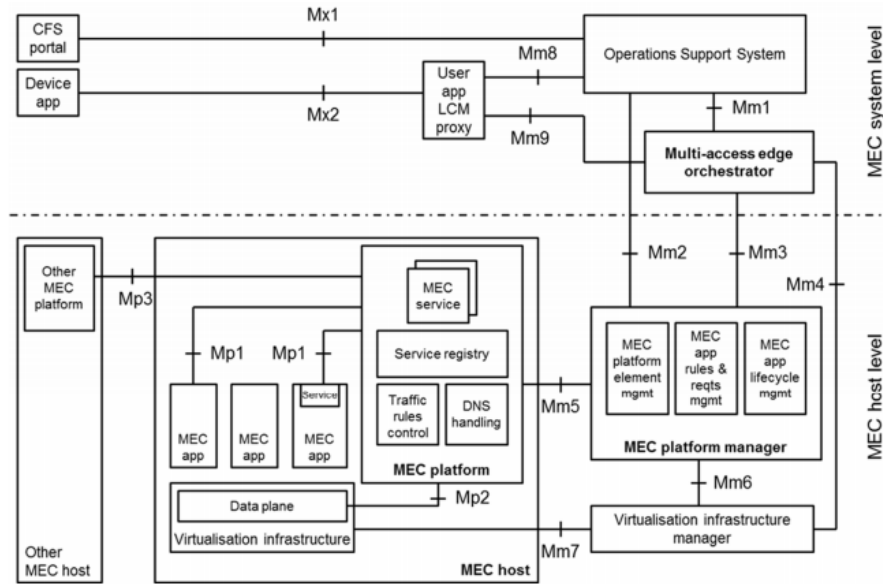 CFS
portal
Mx1
Operations Support System
Device
app
Mx2
User
app
LCM
proxy
Mm8
Mm9
Mm1
Multi-access edge
orchestrator
MEC system level
Other
MEC
platform
Mp3
MEC
service
Service registry
Traffic
rules
control
DNS
handling
MEC platform
Mp1
Mp1
MEC
app
MEC
app
Service
MEC
app
Mp2
Data plane
Virtualisation infrastructure
MEC host
Other
MEC host
Mm2
Mm3
Mm4
Mm5
MEC
platform
element
mgmt
MEC
app
rules &
reqts
mgmt
MEC
app
lifecycle
mgmt
MEC platform manager
Mm6
Virtualisation infrastructure
manager
Mm7
MEC host level